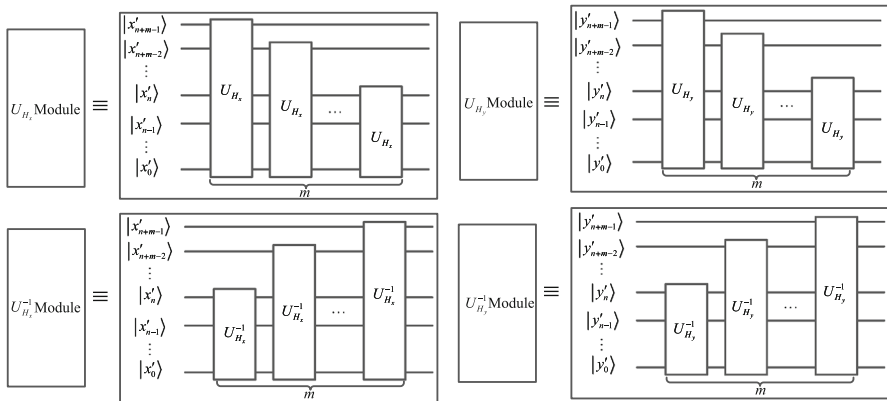 U_{H_x} Module ≡
|x'_{n+m-1}⟩
|x'_{n+m-2}⟩
⋮
|x'_n⟩
|x'_{n-1}⟩
⋮
|x'_0⟩
U_{H_x} U_{H_x} ... U_{H_x}
m
U_{H_y} Module ≡
|y'_{n+m-1}⟩
|y'_{n+m-2}⟩
⋮
|y'_n⟩
|y'_{n-1}⟩
⋮
|y'_0⟩
U_{H_y} U_{H_y} ... U_{H_y}
m
U_{H_x}^{-1} Module ≡
|x'_{n+m-1}⟩
|x'_{n+m-2}⟩
⋮
|x'_n⟩
|x'_{n-1}⟩
⋮
|x'_0⟩
U_{H_x}^{-1} U_{H_x}^{-1} ... U_{H_x}^{-1}
m
U_{H_y}^{-1} Module ≡
|y'_{n+m-1}⟩
|y'_{n+m-2}⟩
⋮
|y'_n⟩
|y'_{n-1}⟩
⋮
|y'_0⟩
U_{H_y}^{-1} U_{H_y}^{-1} ... U_{H_y}^{-1}
m